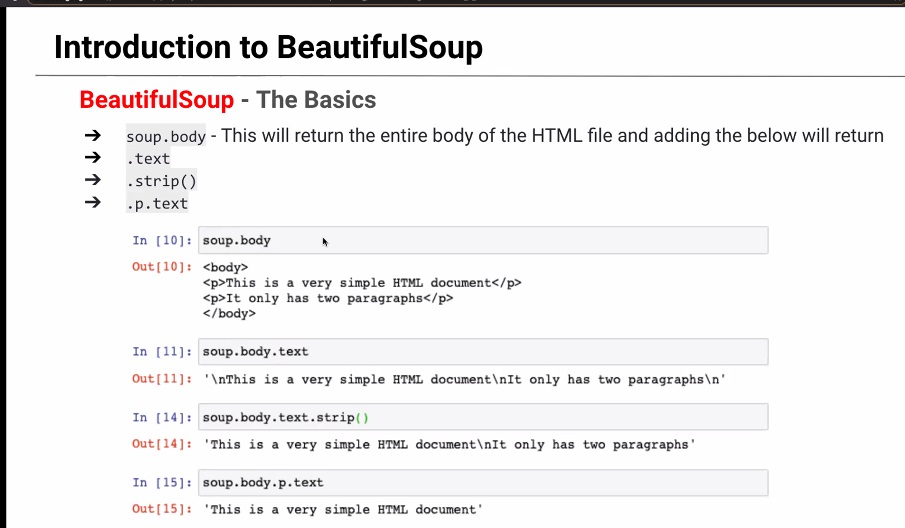 Introduction to BeautifulSoup
BeautifulSoup - The Basics
➔ soup.body - This will return the entire body of the HTML file and adding the below will return
➔ .text
➔ .strip()
➔ .p.text
In [10]: soup.body
Out[10]: <body>
<p>This is a very simple HTML document</p>
<p>It only has two paragraphs</p>
</body>
In [11]: soup.body.text
Out[11]: '\nThis is a very simple HTML document\nIt only has two paragraphs\n'
In [14]: soup.body.text.strip()
Out[14]: 'This is a very simple HTML document\nIt only has two paragraphs'
In [15]: soup.body.p.text
Out[15]: 'This is a very simple HTML document'